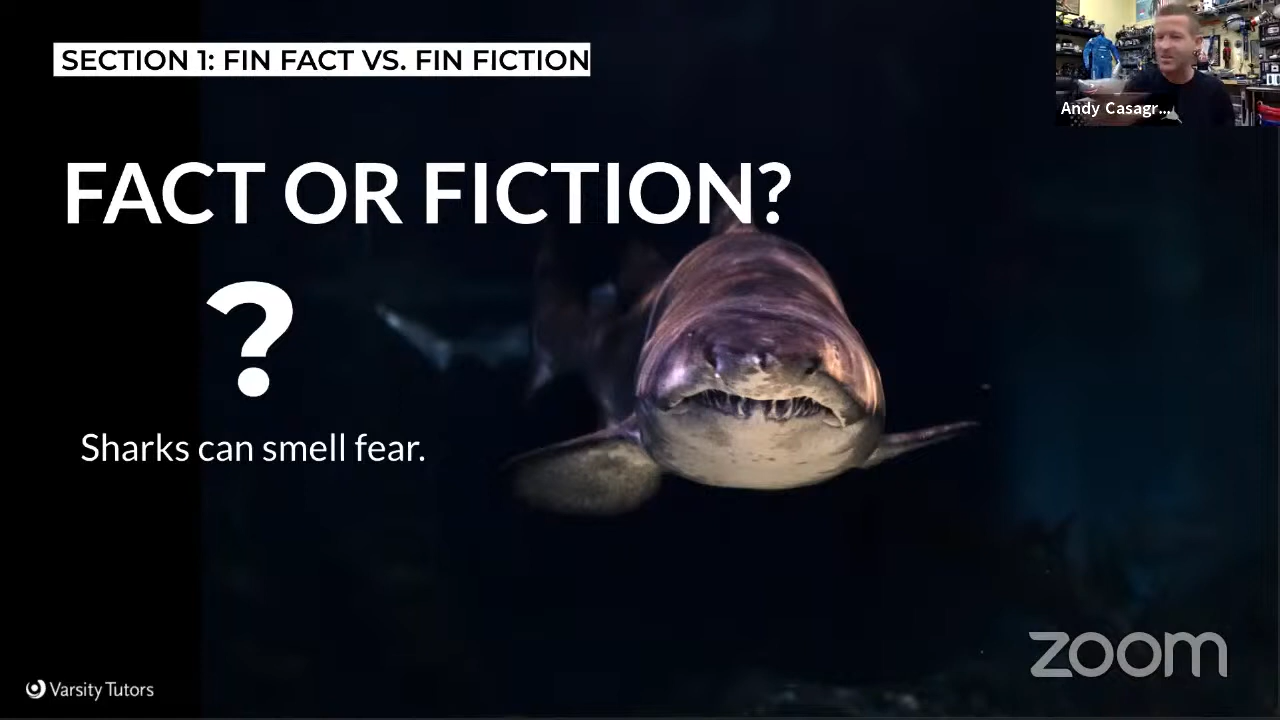 SECTION 1: FIN FACT VS. FIN FICTION
Andy Casagr...
FACT OR FICTION?
?
Sharks can smell fear.
zoom
Varsity Tutors